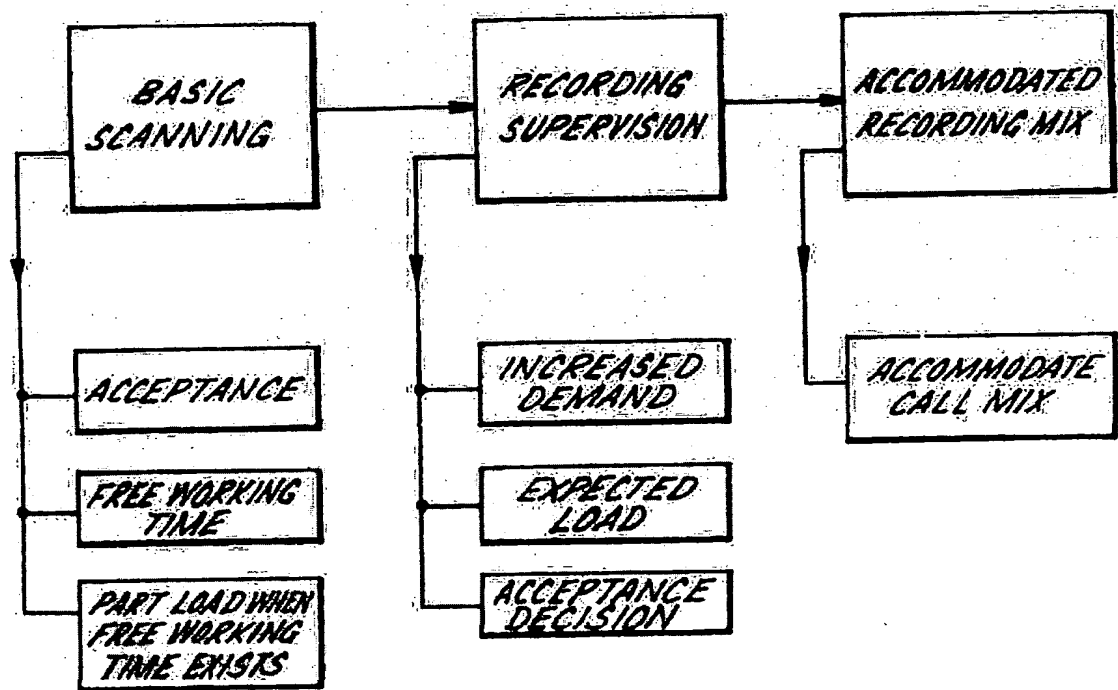 BASIC
SCANNING
RECORDING
SUPERVISION
ACCOMMODATED
RECORDING MIX
ACCEPTANCE
FREE WORKING
TIME
PART LOAD WHEN
FREE WORKING
TIME EXISTS
INCREASED
DEMAND
EXPECTED
LOAD
ACCEPTANCE
DECISION
ACCOMMODATE
CALL MIX